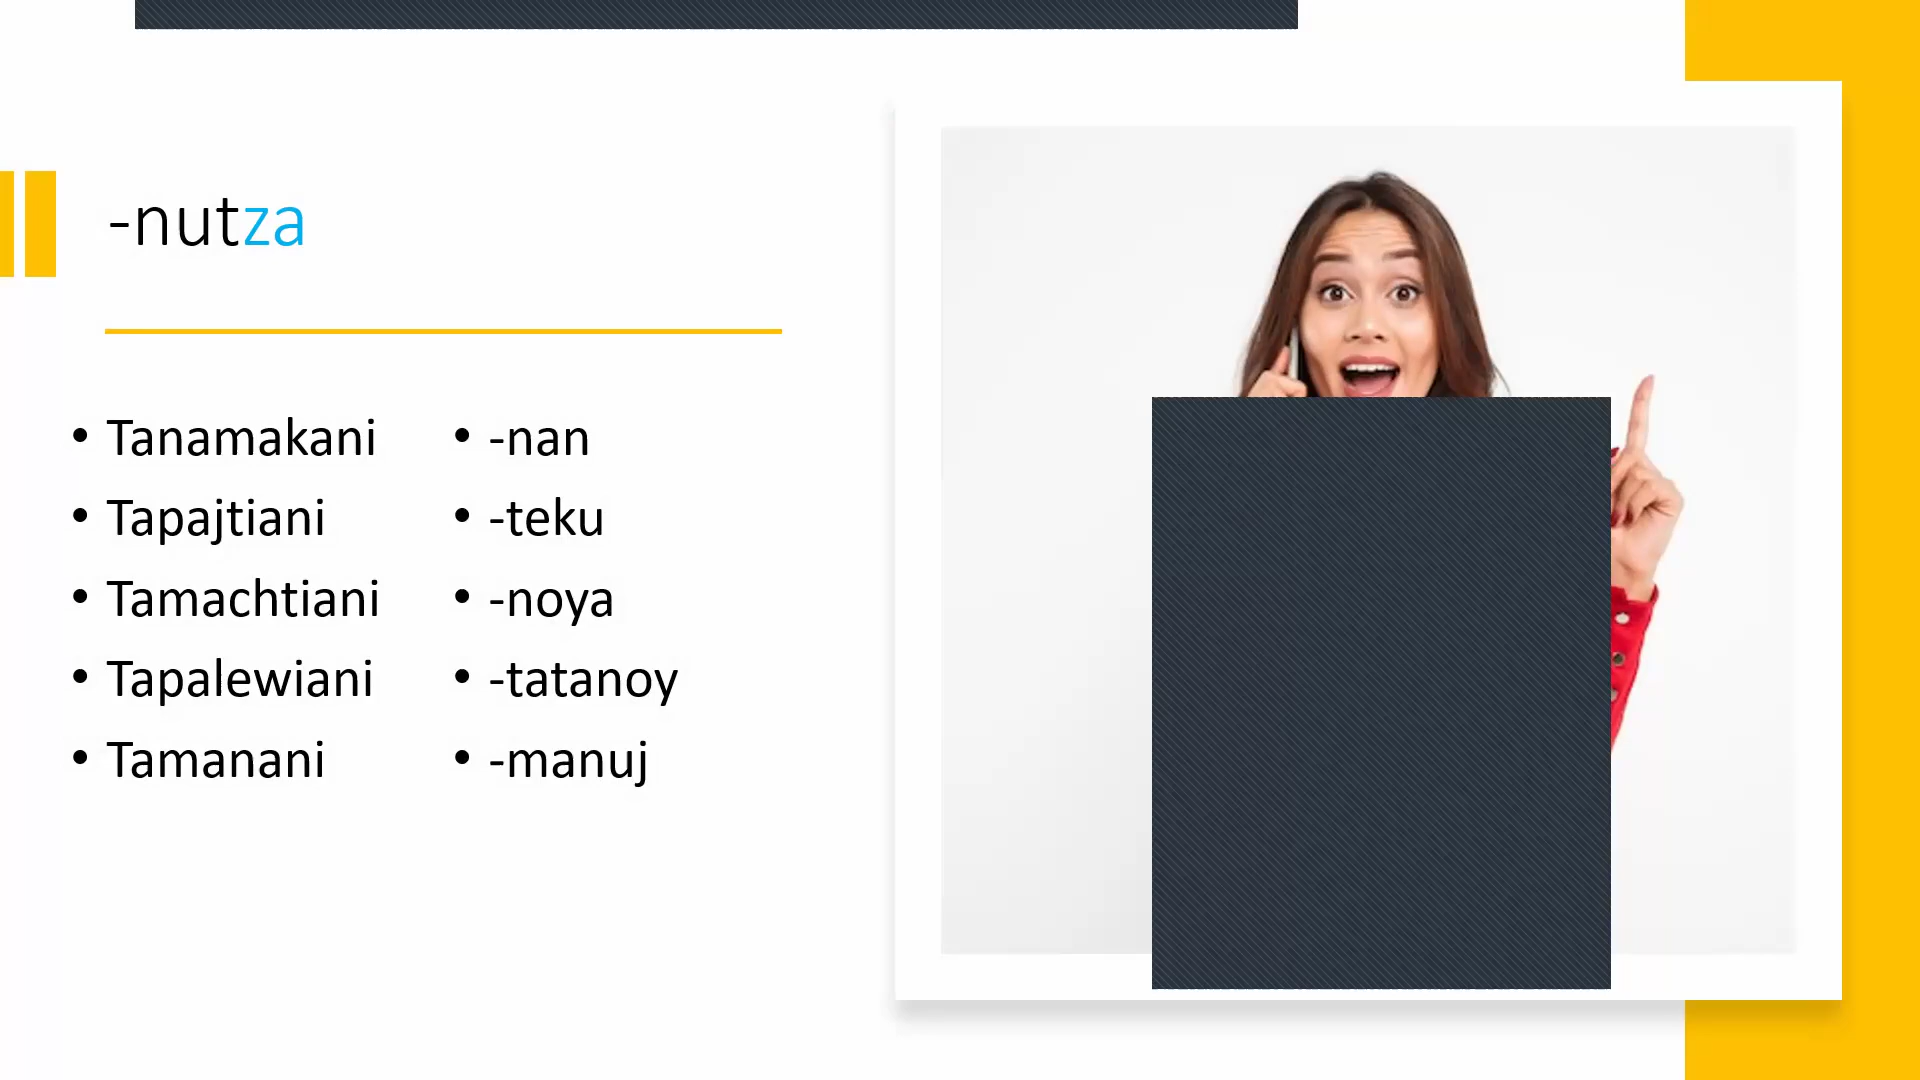 -nutza
Tanamakani
Tapajtiani
Tamachtiani
Tapalewiani
Tamanani
-nan
-teku
-noya
-tatanoy
-manuj